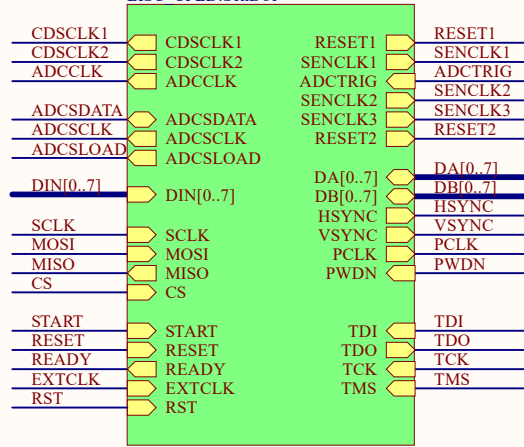 CDSCLK1 CDSCLK1 RESET1 RESET1
CDSCLK2 CDSCLK2 SENCLK1 SENCLK1
ADCCLK ADCCLK ADCTRIG ADCTRIG
SENCLK2 SENCLK2
ADCSDATA ADCSDATA SENCLK3 SENCLK3
ADCSCLK ADCSCLK RESET2 RESET2
ADCSLOAD ADCSLOAD
DA[0..7] DA[0..7]
DIN[0..7] DIN[0..7] DB[0..7] DB[0..7]
HSYNC HSYNC
SCLK SCLK VSYNC VSYNC
MOSI MOSI PCLK PCLK
MISO MISO PWDN PWDN
CS CS
START START TDI TDI
RESET RESET TDO TDO
READY READY TCK TCK
EXTCLK EXTCLK TMS TMS
RST RST